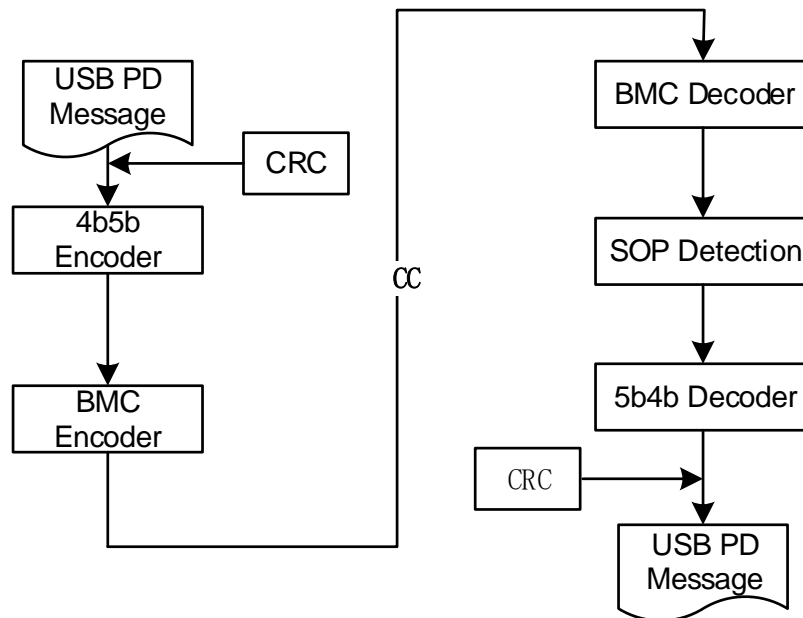 USB PD
Message
CRC
4b5b
Encoder
BMC
Encoder
CC
BMC Decoder
SOP Detection
5b4b Decoder
CRC
USB PD
Message